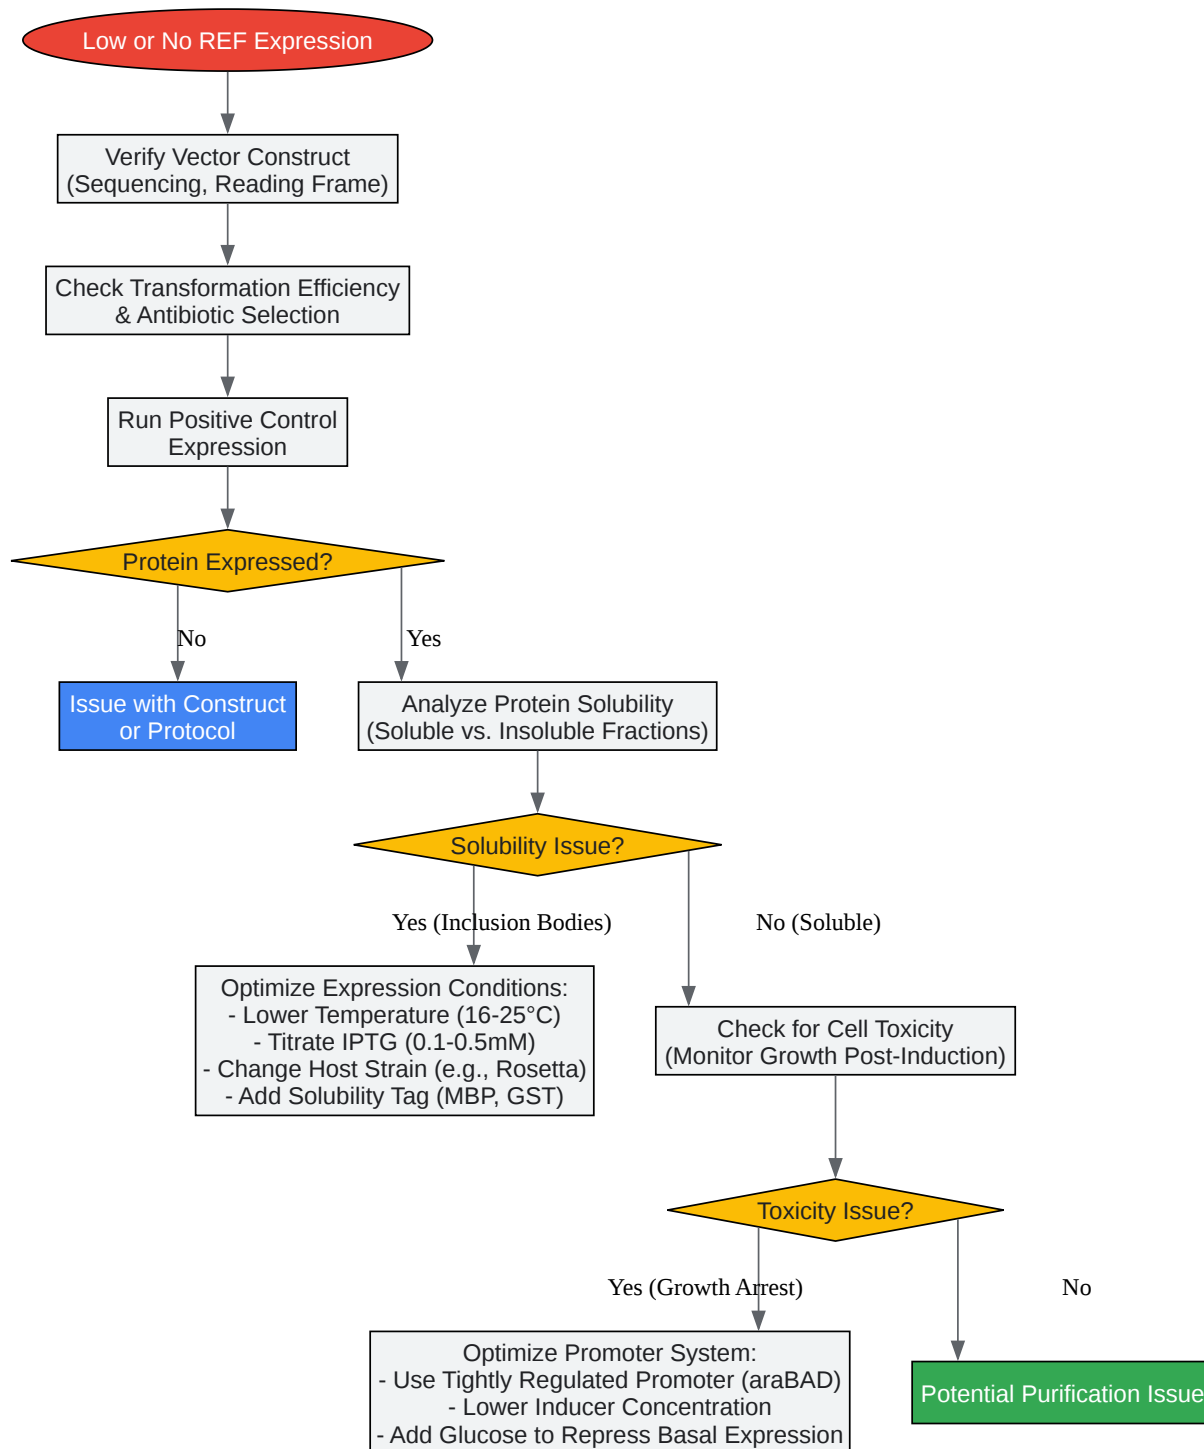 Low or No REF Expression
Verify Vector Construct
(Sequencing, Reading Frame)
Check Transformation Efficiency
& Antibiotic Selection
Run Positive Control
Expression
Protein Expressed?
No
Yes
Issue with Construct
or Protocol
Analyze Protein Solubility
(Soluble vs. Insoluble Fractions)
Solubility Issue?
Yes (Inclusion Bodies)
No (Soluble)
Optimize Expression Conditions:
- Lower Temperature (16-25°C)
- Titrate IPTG (0.1-0.5mM)
- Change Host Strain (e.g., Rosetta)
- Add Solubility Tag (MBP, GST)
Check for Cell Toxicity
(Monitor Growth Post-Induction)
Toxicity Issue?
Yes (Growth Arrest)
No
Optimize Promoter System:
- Use Tightly Regulated Promoter (araBAD)
- Lower Inducer Concentration
- Add Glucose to Repress Basal Expression
Potential Purification Issue